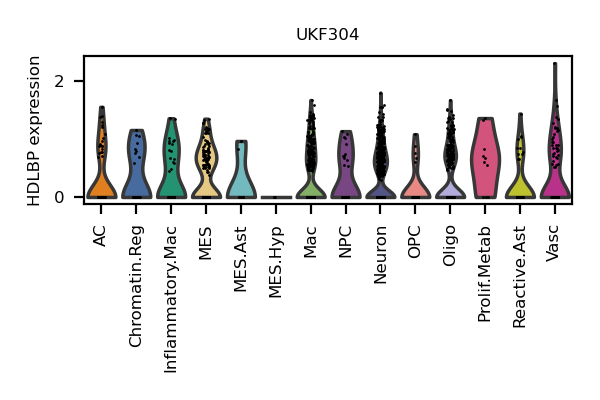 UKF304
HDLBP expression
2
0
AC
Chromatin.Reg
Inflammatory.Mac
MES
MES.Ast
MES.Hyp
Mac
NPC
Neuron
OPC
Oligo
Prolif.Metab
Reactive.Ast
Vasc